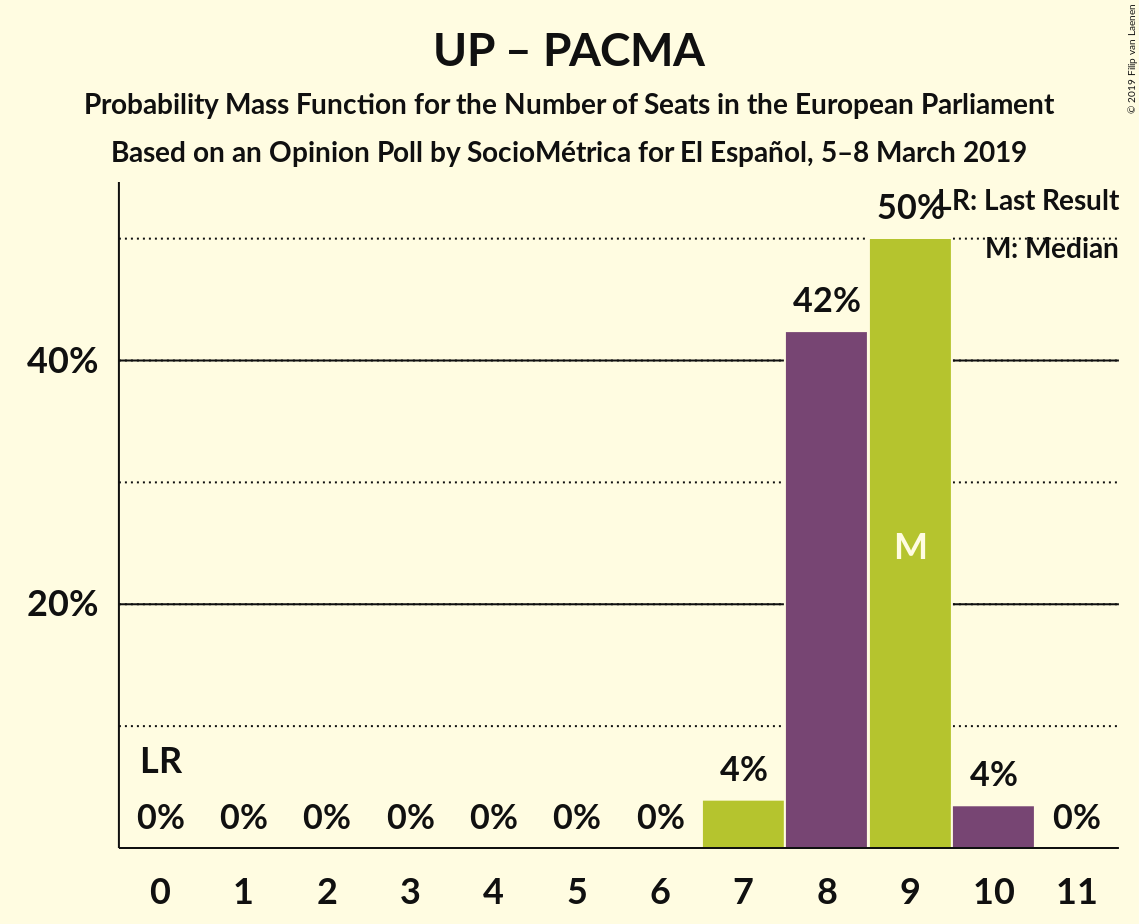 UP – PACMA
Probability Mass Function for the Number of Seats in the European Parliament
Based on an Opinion Poll by SocioMétrica for El Español, 5–8 March 2019
© 2019 Filip van Laenen
LR: Last Result
M: Median
50%
42%
40%
M
20%
LR
4%
4%
0% 0% 0% 0% 0% 0% 0% 0%
0 1 2 3 4 5 6 7 8 9 10 11